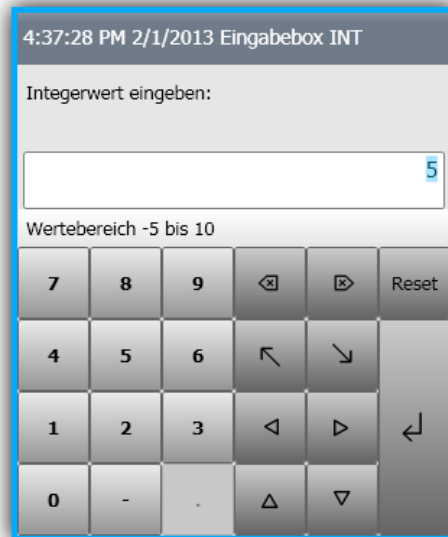 4:37:28 PM 2/1/2013 Eingabebox INT
Integerwert eingeben:
5
Wertebereich -5 bis 10
7 8 9 Reset
4 5 6
1 2 3
0 - .